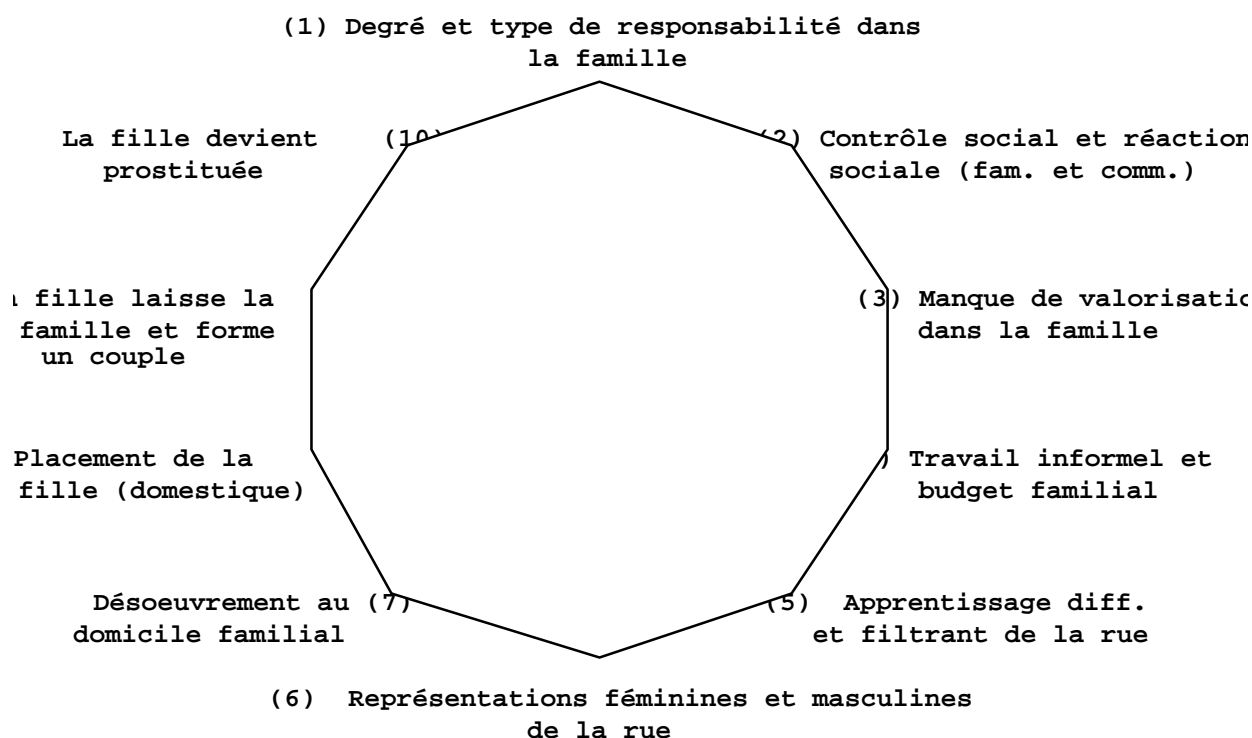 (1) Degré et type de responsabilité dans
la famille
(2) Contrôle social et réaction
sociale (fam. et comm.)
(3) Manque de valorisatio
dans la famille
) Travail informel et
budget familial
(5) Apprentissage diff.
et filtrant de la rue
(6) Représentations féminines et masculines
de la rue
Désoeuvrement au (7)
domicile familial
Placement de la
fille (domestique)
fille laisse la
famille et forme
un couple
La fille devient (10)
prostituée